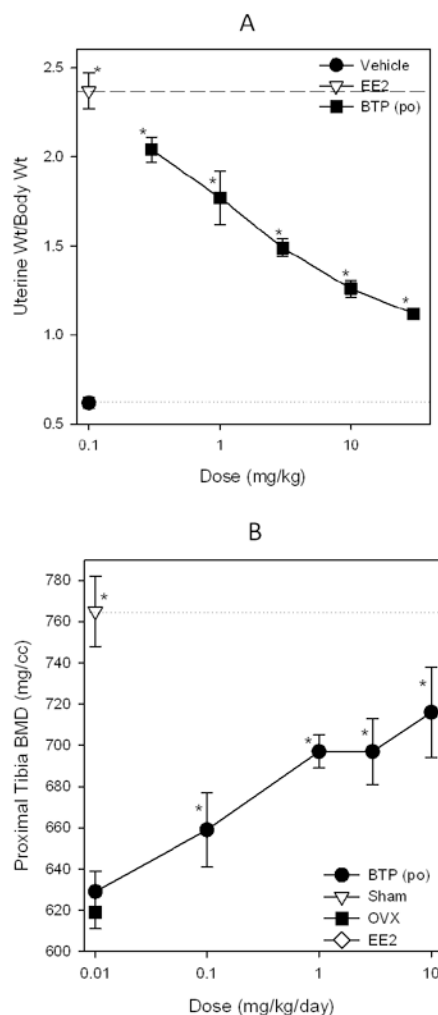 A
Vehicle
EE2
BTP (po)
Uterine Wt/Body Wt
2.5
2.0
1.5
1.0
0.5
*
*
*
*
*
*
0.1
1
10
Dose (mg/kg)
B
Proximal Tibia BMD (mg/cc)
780
760
740
720
700
680
660
640
620
600
*
*
*
*
*
BTP (po)
Sham
OVX
EE2
0.01
0.1
1
10
Dose (mg/kg/day)